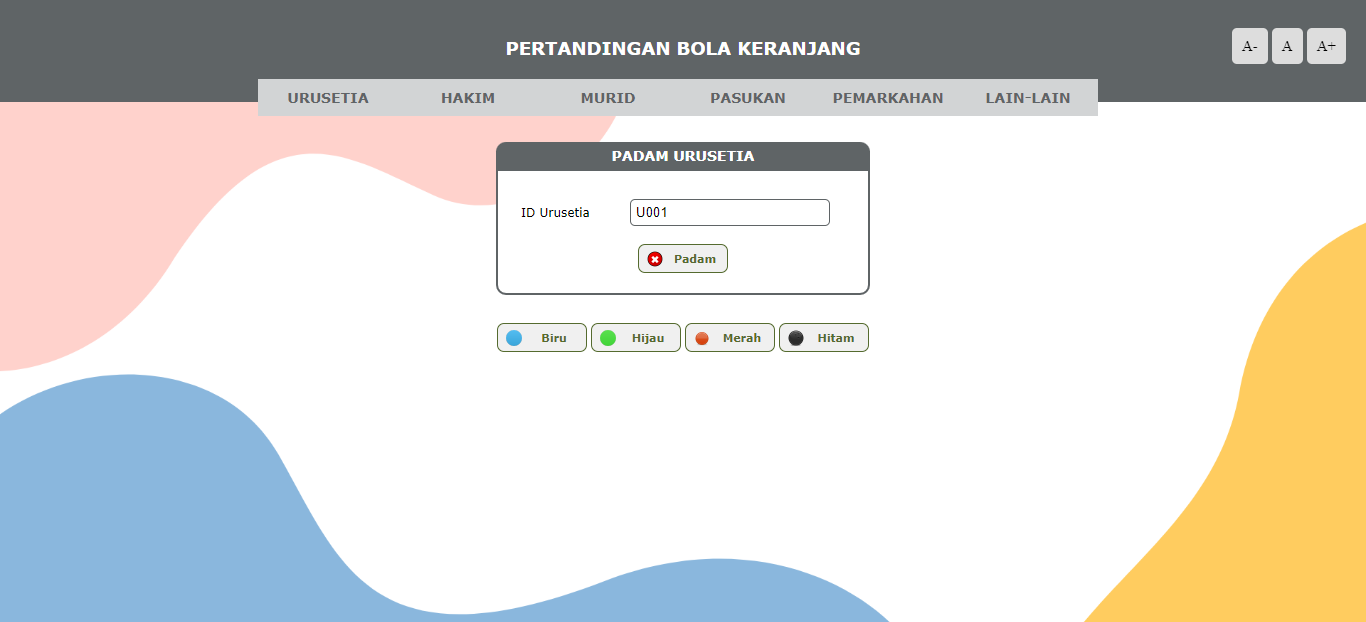 PERTANDINGAN BOLA KERANJANG
A- A A+
URUSETIA HAKIM MURID PASUKAN PEMARKAHAN LAIN-LAIN
PADAM URUSETIA
ID Urusetia U001
Padam
Biru Hijau Merah Hitam